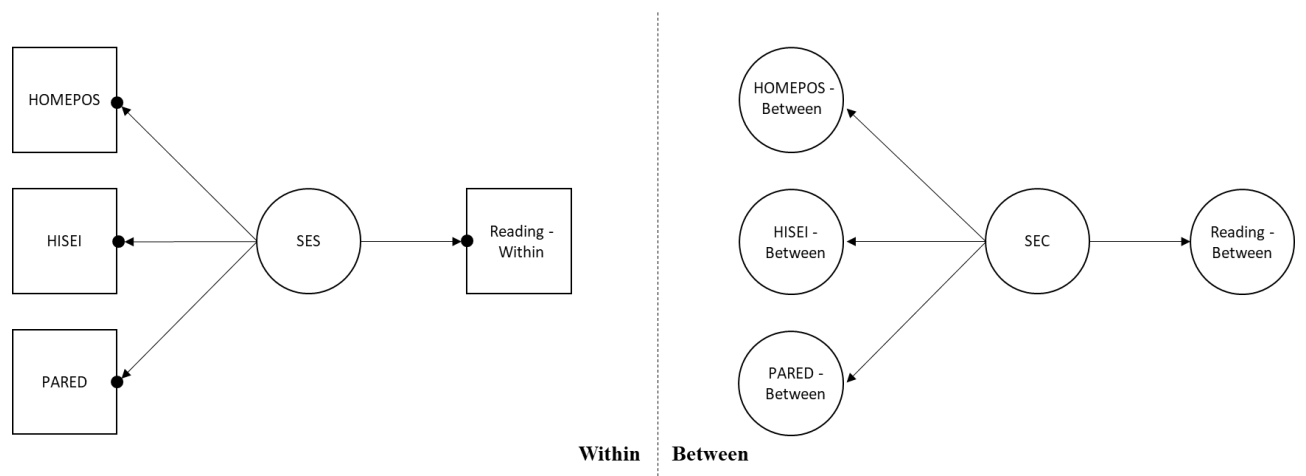 HOMEPOS
HISEI
PARED
SES
Reading -
Within
HOMEPOS -
Between
HISEI -
Between
PARED -
Between
SEC
Reading -
Between
Within
Between